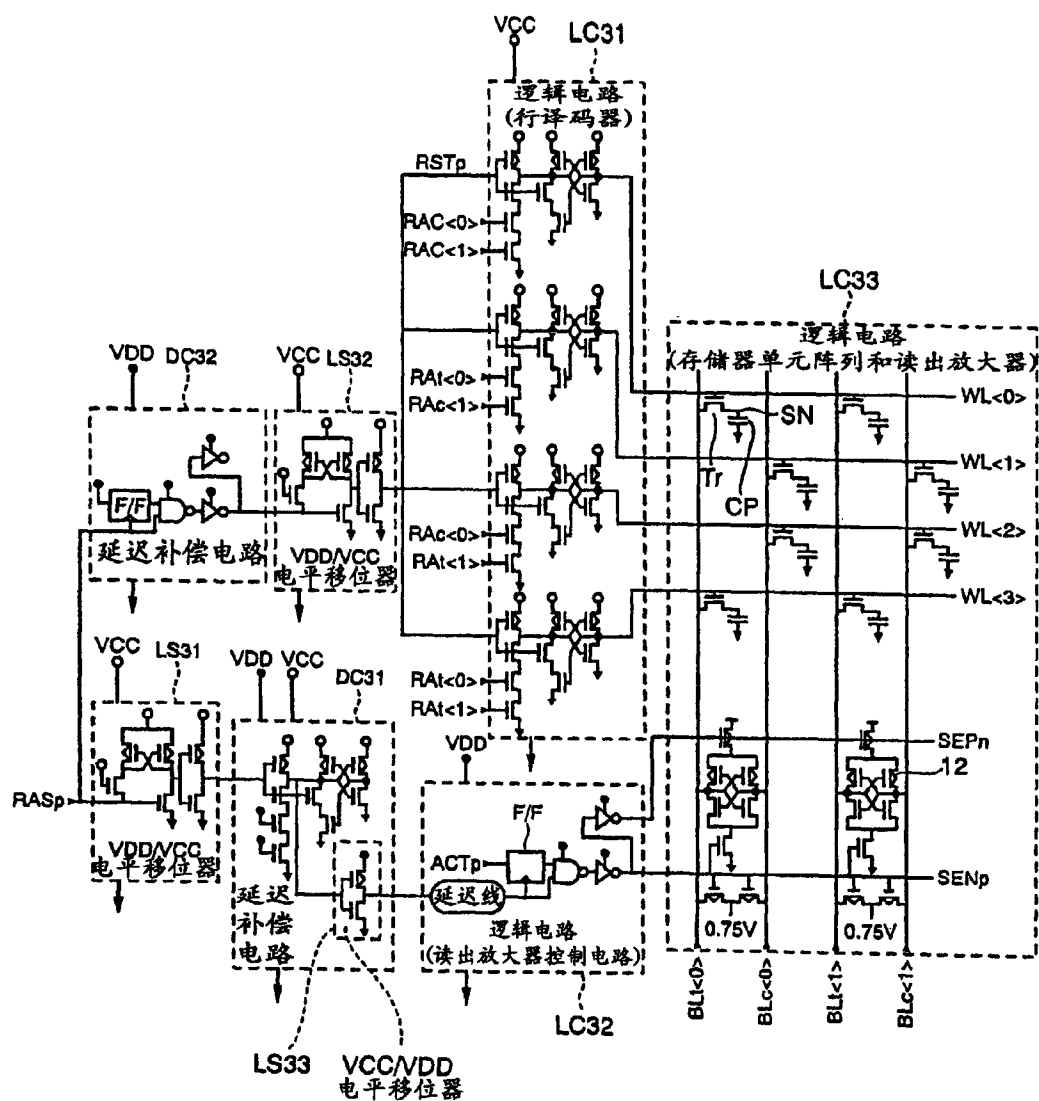 VCC
LC31
逻辑电路
(行译码器)
RSTp
RAC<0>
RAC<1>
RAt<0>
RAc<1>
RAc<0>
RAt<1>
RAt<0>
RAt<1>
VDD
DC32
VCC
LS32
F/F
延迟补偿电路
VDD/VCC
电平移位器
LC33
逻辑电路
(存储器单元阵列和读出放大器)
WL<0>
SN
Tr
WL<1>
CP
WL<2>
WL<3>
VCC
LS31
VDD
VCC
DC31
RASp
VDD/VCC
电平移位器
延迟
补偿
电路
VDD
F/F
ACTp
延迟线
逻辑电路
(读出放大器控制电路)
SEPn
12
SENp
0.75V
0.75V
BLt<0>
BLc<0>
BLt<1>
BLc<1>
LC32
LS33
VCC/VDD
电平移位器